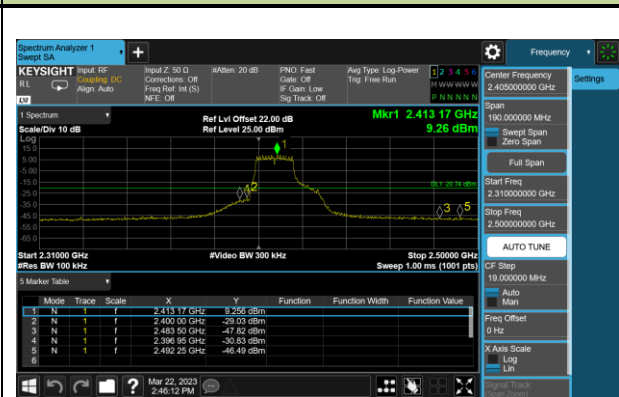 Spectrum Analyzer 1
Swept SA
+
Frequency
KEYSIGHT
RL
Input: RF
Coupling: DC
Align: Auto
Input Z: 50 Ω
Corrections: Off
Freq Ref: Int (S)
NFE: Off
#Atten: 20 dB
PNO: Fast
Gate: Off
IF Gain: Low
Sig Track: Off
Avg Type: Log-Power
Trig: Free Run
1 2 3 4 5 6
M W W W W W
P N N N N N
1 Spectrum
Scale/Div 10 dB
Ref Lvl Offset 22.00 dB
Ref Level 25.00 dBm
Mkr1 2.413 17 GHz
9.26 dBm
Log
15.0
5.00
-5.00
-15.0
-25.0
-35.0
-45.0
-55.0
-65.0
1
2
3
5
DL1 -20.74 dBm
Start 2.31000 GHz
#Res BW 100 kHz
#Video BW 300 kHz
Stop 2.50000 GHz
Sweep 1.00 ms (1001 pts)
5 Marker Table
Mode Trace Scale X Y Function Function Width Function Value
1 N 1 f 2.413 17 GHz 9.256 dBm
2 N 1 f 2.400 00 GHz -29.03 dBm
3 N 1 f 2.483 50 GHz -47.82 dBm
4 N 1 f 2.396 95 GHz -30.83 dBm
5 N 1 f 2.492 25 GHz -46.49 dBm
6
Mar 22, 2023
2:46:12 PM
Center Frequency
2.405000000 GHz
Settings
Span
190.000000 MHz
Swept Span
Zero Span
Full Span
Start Freq
2.310000000 GHz
Stop Freq
2.500000000 GHz
AUTO TUNE
CF Step
19.000000 MHz
Auto
Man
Freq Offset
0 Hz
X Axis Scale
Log
Lin
Signal Track
(Span Zoom)